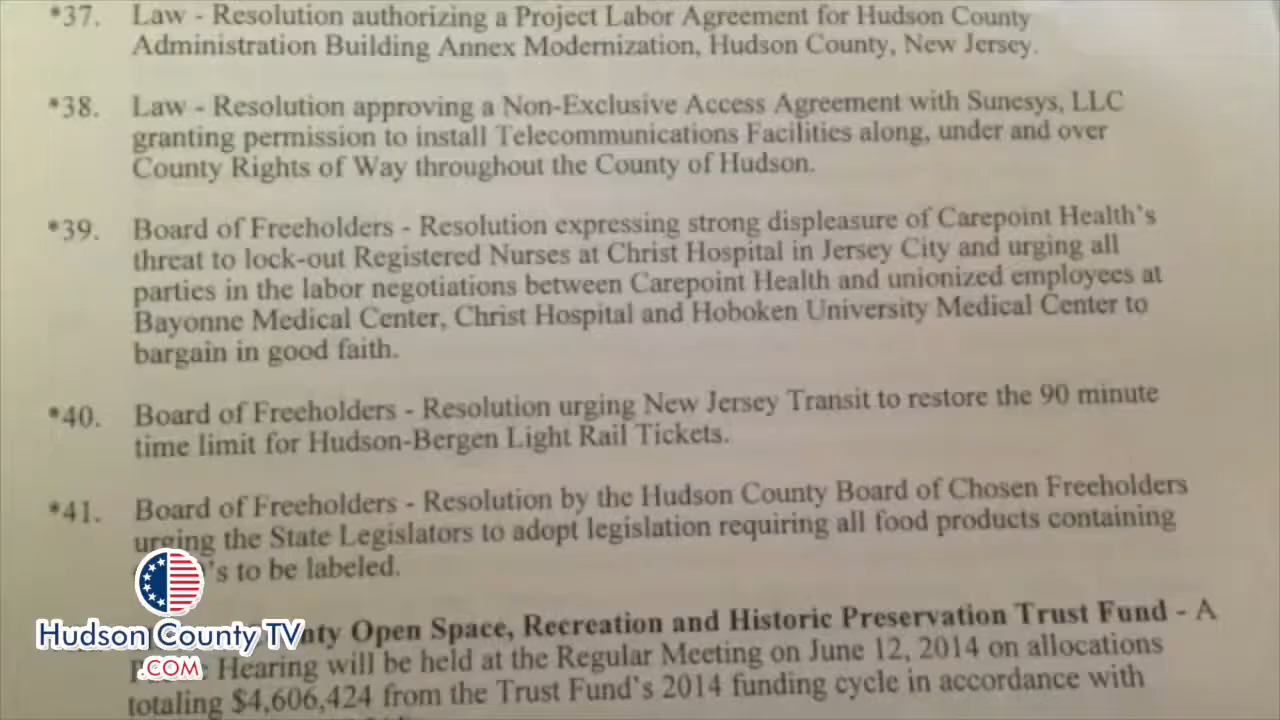 *37. Law - Resolution authorizing a Project Labor Agreement for Hudson County
Administration Building Annex Modernization, Hudson County, New Jersey.
*38. Law - Resolution approving a Non-Exclusive Access Agreement with Sunesys, LLC
granting permission to install Telecommunications Facilities along, under and over
County Rights of Way throughout the County of Hudson.
*39. Board of Freeholders - Resolution expressing strong displeasure of Carepoint Health's
threat to lock-out Registered Nurses at Christ Hospital in Jersey City and urging all
parties in the labor negotiations between Carepoint Health and unionized employees at
Bayonne Medical Center, Christ Hospital and Hoboken University Medical Center to
bargain in good faith.
*40. Board of Freeholders - Resolution urging New Jersey Transit to restore the 90 minute
time limit for Hudson-Bergen Light Rail Tickets.
*41. Board of Freeholders - Resolution by the Hudson County Board of Chosen Freeholders
urging the State Legislators to adopt legislation requiring all food products containing
's to be labeled.
nty Open Space, Recreation and Historic Preservation Trust Fund - A
Hearing will be held at the Regular Meeting on June 12, 2014 on allocations
totaling $4,606,424 from the Trust Fund's 2014 funding cycle in accordance with
Hudson County TV
.COM